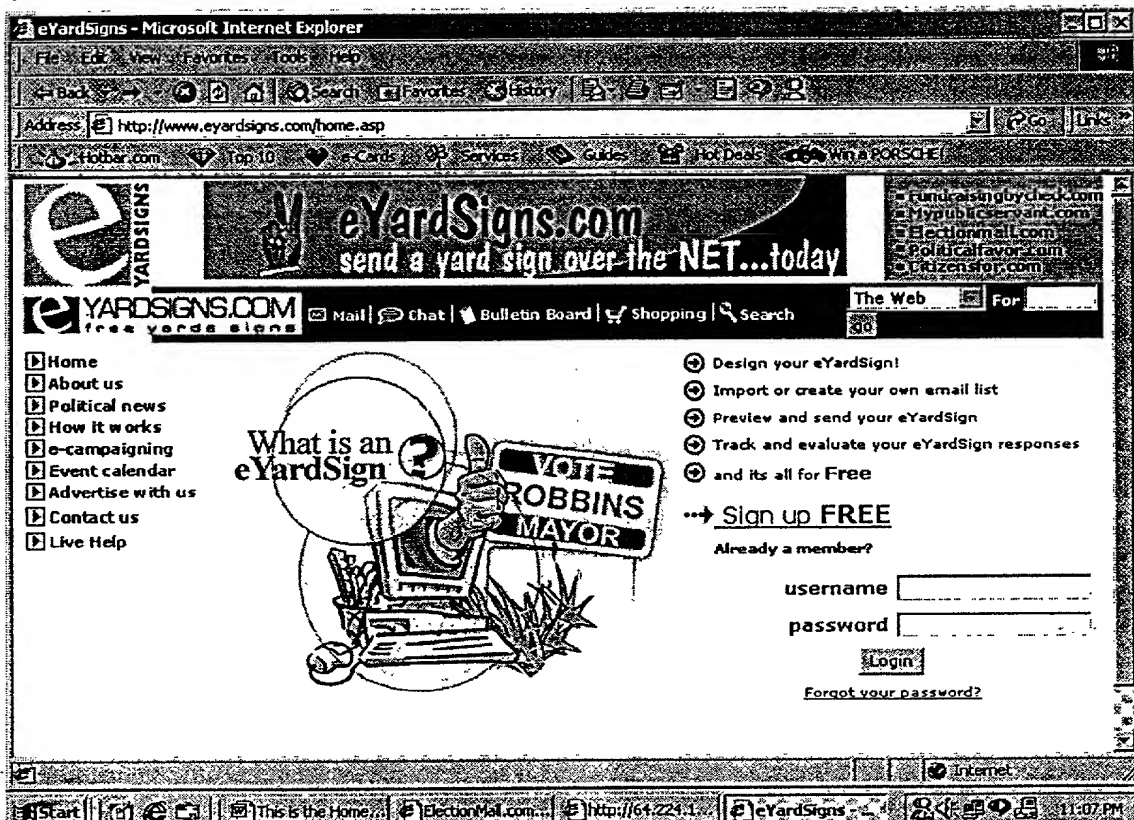 eYardSigns - Microsoft Internet Explorer
File Edit View Favorites Tools Help
Back Search Favorites History
Address http://www.eyardsigns.com/home.asp Go Links »
Hotbar.com Top 10 e-Cards Services Guides Hot Deals Win a PORSCHE!
e YARDSIGNS
eYardSigns.com
send a yard sign over the NET...today
Fundraisingbycheck.com
Mypublicservant.com
Electionmail.com
Politicalfavor.com
Citizensfor.com
e YARDSIGNS.COM
free yards signs
Mail | Chat | Bulletin Board | Shopping | Search
The Web For
GO
Home
About us
Political news
How it works
e-campaigning
Event calendar
Advertise with us
Contact us
Live Help
What is an
eYardSign ?
VOTE
ROBBINS
MAYOR
Design your eYardSign!
Import or create your own email list
Preview and send your eYardSign
Track and evaluate your eYardSign responses
and its all for Free
Sign up FREE
Already a member?
username
password
Login
Forgot your password?
Internet
Start This is the Home... ElectionMail.com... http://64.224.1... eYardSigns 11:07 PM